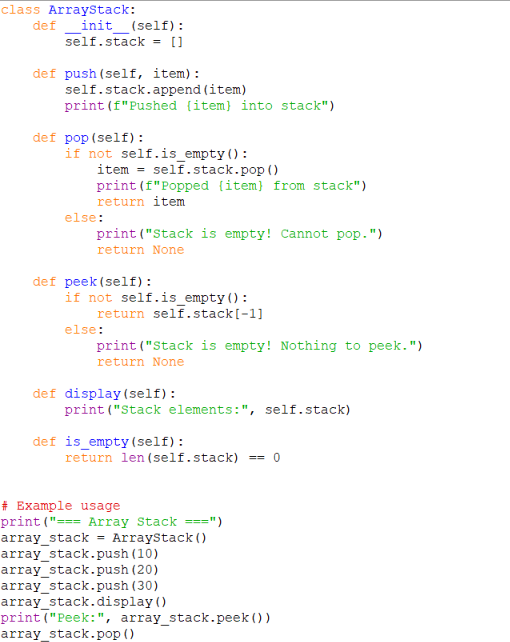 class ArrayStack:
    def __init__(self):
        self.stack = []

    def push(self, item):
        self.stack.append(item)
        print(f"Pushed {item} into stack")

    def pop(self):
        if not self.is_empty():
            item = self.stack.pop()
            print(f"Popped {item} from stack")
            return item
        else:
            print("Stack is empty! Cannot pop.")
            return None

    def peek(self):
        if not self.is_empty():
            return self.stack[-1]
        else:
            print("Stack is empty! Nothing to peek.")
            return None

    def display(self):
        print("Stack elements:", self.stack)

    def is_empty(self):
        return len(self.stack) == 0


# Example usage
print("=== Array Stack ===")
array_stack = ArrayStack()
array_stack.push(10)
array_stack.push(20)
array_stack.push(30)
array_stack.display()
print("Peek:", array_stack.peek())
array_stack.pop()